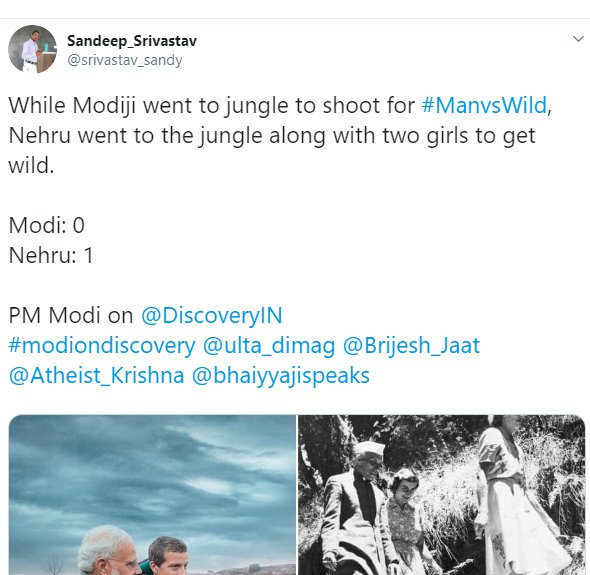 Sandeep_Srivastav
@srivastav_sandy
While Modiji went to jungle to shoot for #ManvsWild,
Nehru went to the jungle along with two girls to get
wild.
Modi: 0
Nehru: 1
PM Modi on @DiscoveryIN
#modiondiscovery @ulta_dimag @Brijesh_Jaat
@Atheist_Krishna @bhaiyyajispeaks